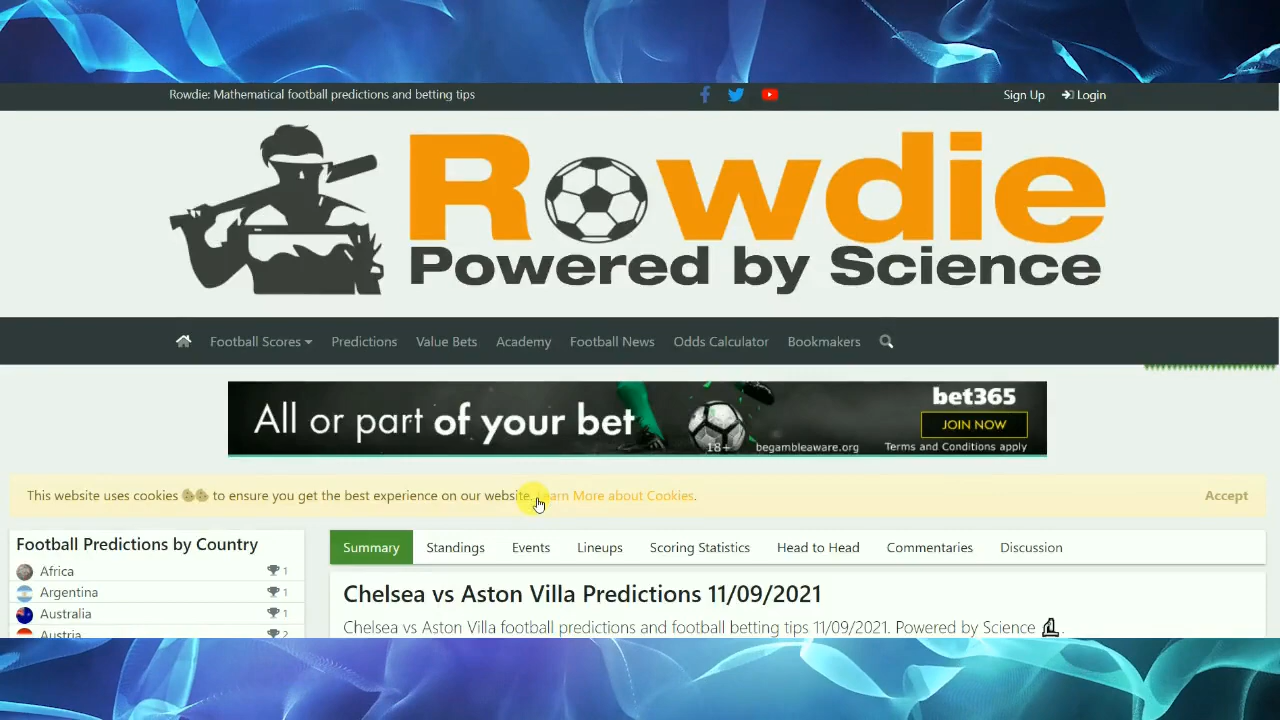 Rowdie: Mathematical football predictions and betting tips
Sign Up Login
Rowdie
Powered by Science
Football Scores Predictions Value Bets Academy Football News Odds Calculator Bookmakers
All or part of your bet
18+ begambleaware.org
bet365
JOIN NOW
Terms and Conditions apply
This website uses cookies to ensure you get the best experience on our website. Learn More about Cookies.
Accept
Football Predictions by Country
Africa 1
Argentina 1
Australia 1
Austria 2
Summary Standings Events Lineups Scoring Statistics Head to Head Commentaries Discussion
Chelsea vs Aston Villa Predictions 11/09/2021
Chelsea vs Aston Villa football predictions and football betting tips 11/09/2021. Powered by Science